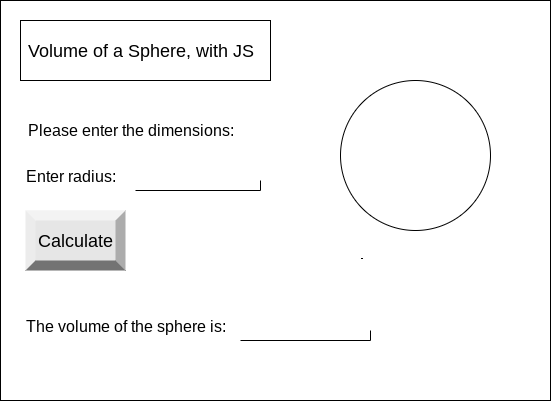 Volume of a Sphere, with JS
Please enter the dimensions:
Enter radius:
Calculate
The volume of the sphere is: